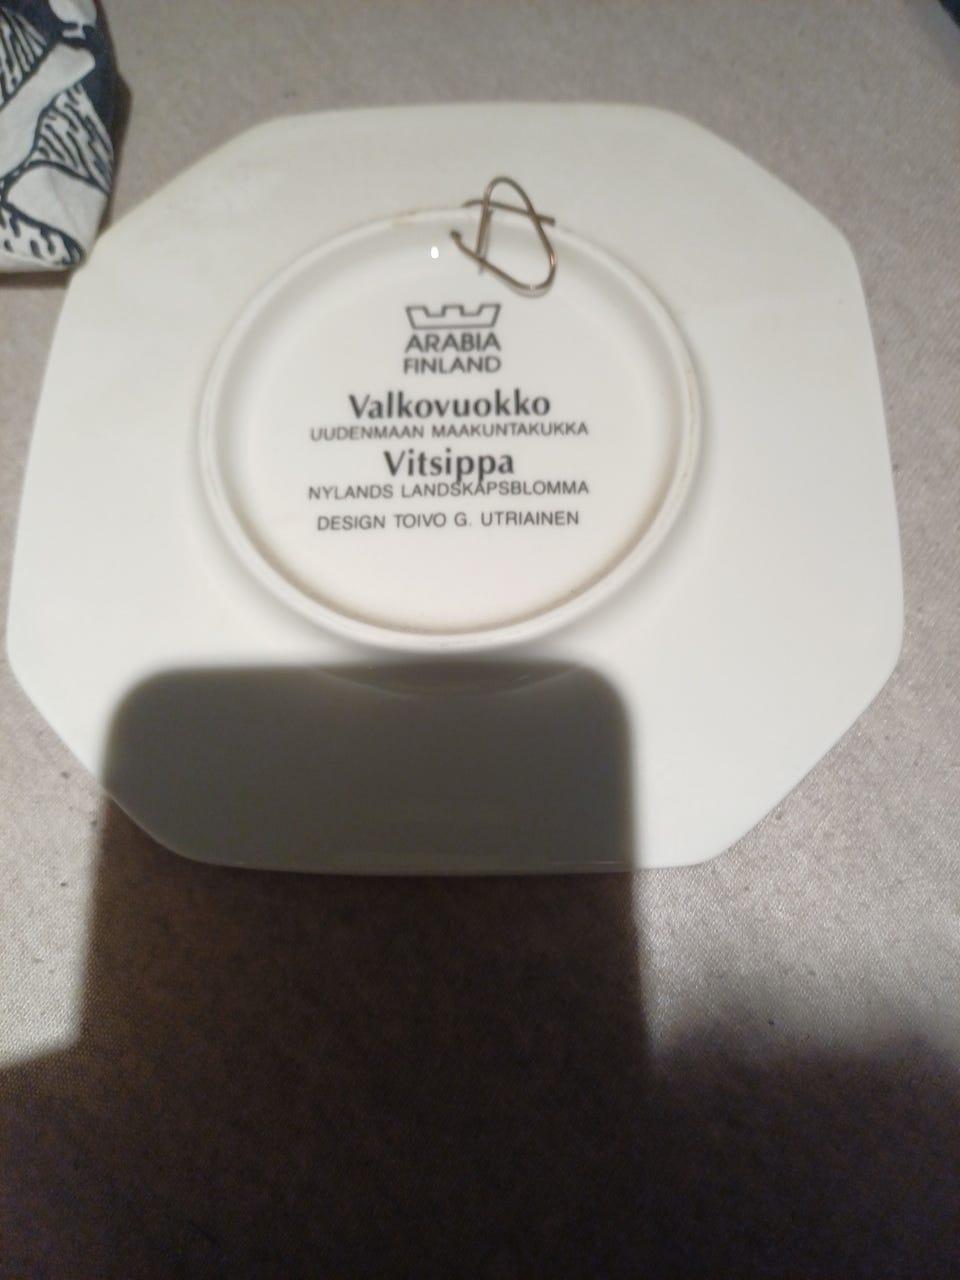 ARABIA
FINLAND
Valkovuokko
UUDENMAAN MAAKUNTAKUKKA
Vitsippa
NYLANDS LANDSKAPSBLOMMA
DESIGN TOIVO G. UTRIAINEN